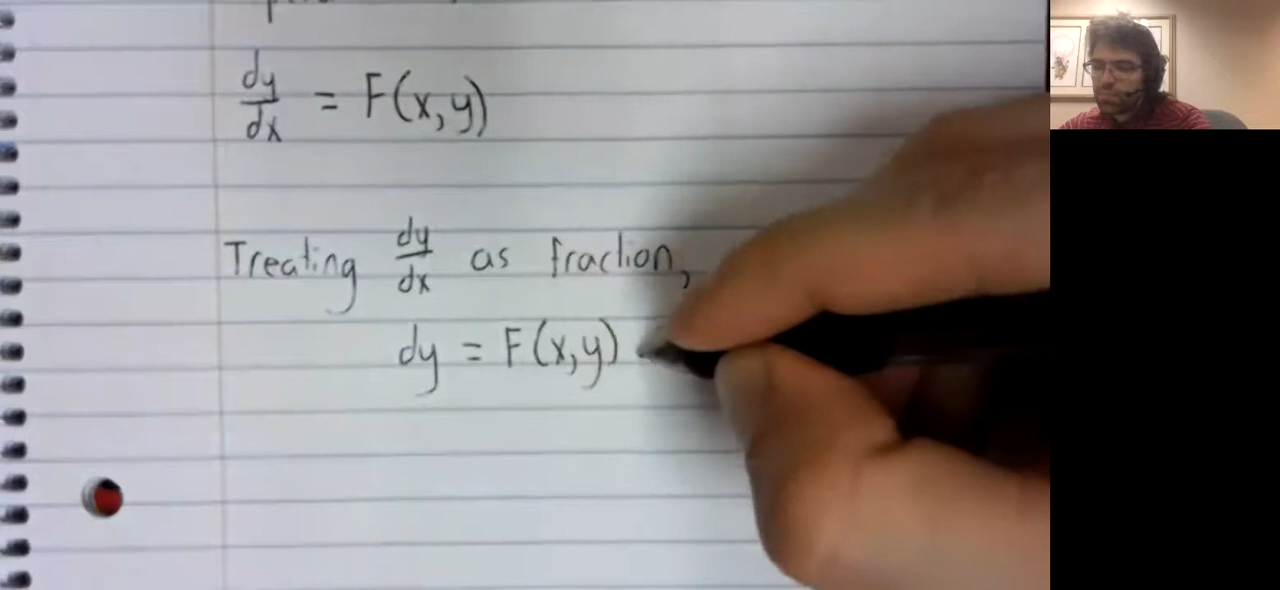 dy/dx = F(x,y)
Treating dy/dx as fraction,
dy = F(x,y)